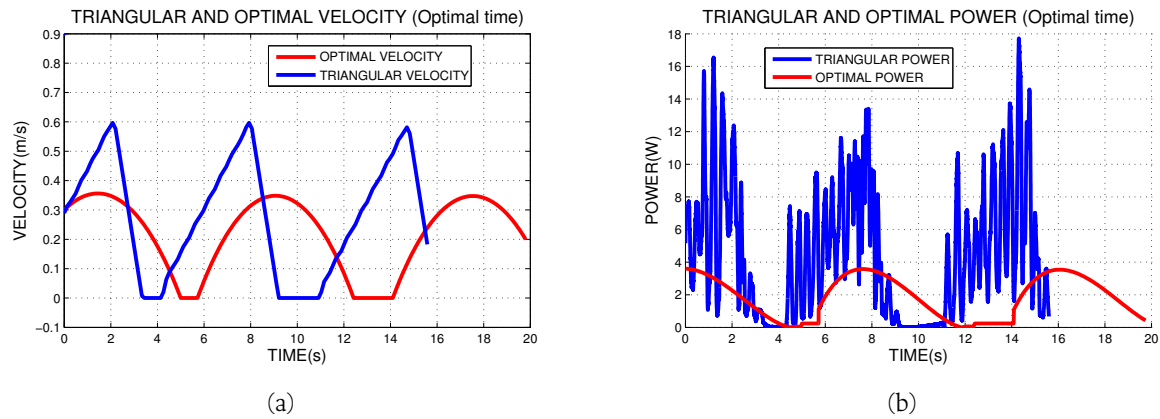 TRIANGULAR AND OPTIMAL VELOCITY (Optimal time)
0.9
0.8
0.7
0.6
0.5
0.4
0.3
0.2
0.1
0
−0.1
VELOCITY(m/s)
OPTIMAL VELOCITY
TRIANGULAR VELOCITY
0 2 4 6 8 10 12 14 16 18 20
TIME(s)
(a)
TRIANGULAR AND OPTIMAL POWER (Optimal time)
18
16
14
12
10
8
6
4
2
0
POWER(W)
TRIANGULAR POWER
OPTIMAL POWER
0 2 4 6 8 10 12 14 16 18 20
TIME(s)
(b)